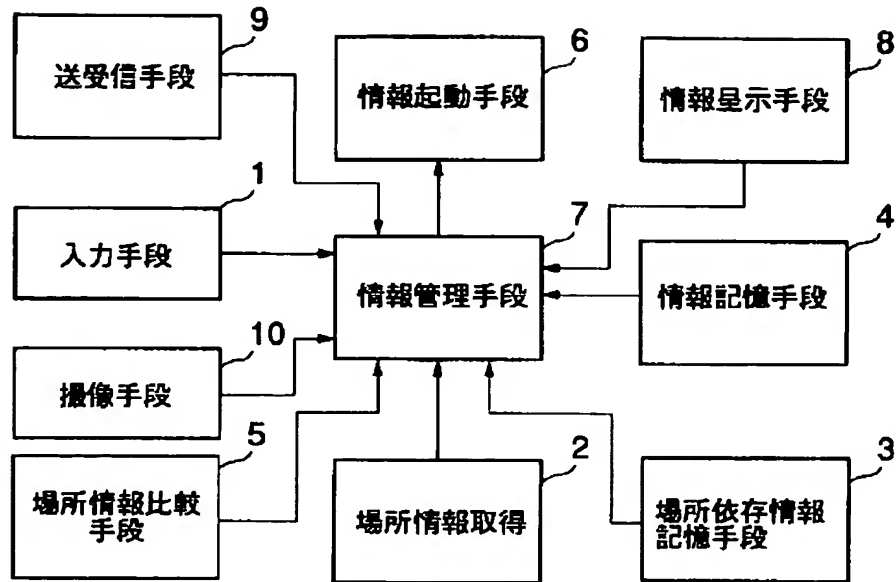 9
送受信手段
6
情報起動手段
8
情報呈示手段
1
入力手段
7
情報管理手段
4
情報記憶手段
10
撮像手段
5
場所情報比較
手段
2
場所情報取得
3
場所依存情報
記憶手段